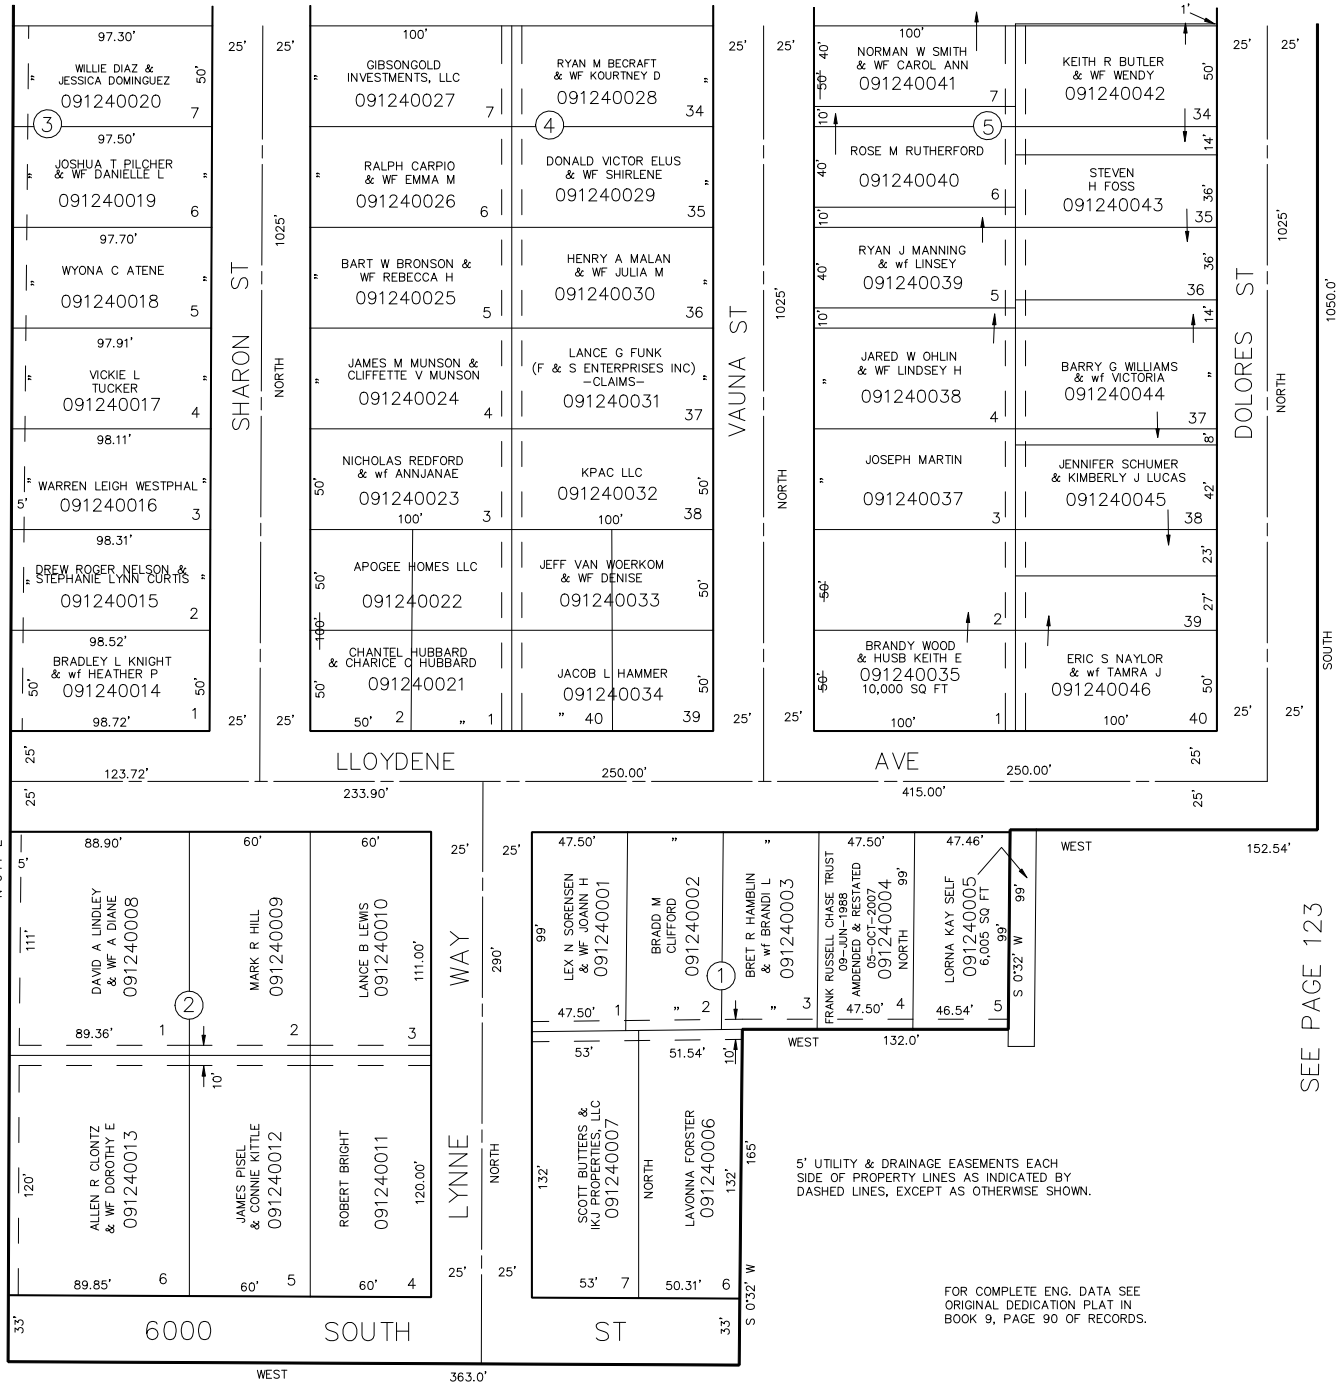 97.30'
WILLIE DIAZ &
JESSICA DOMINGUEZ
091240020
7
50'
"
3
97.50'
JOSHUA T PILCHER
& WF DANIELLE L
091240019
6
"
"
97.70'
WYONA C ATENE
091240018
5
"
"
97.91'
VICKIE L
TUCKER
091240017
4
"
"
98.11'
WARREN LEIGH WESTPHAL
091240016
3
"
"
5'
98.31'
DREW ROGER NELSON &
STEPHANIE LYNN CURTIS
091240015
2
"
"
98.52'
BRADLEY L KNIGHT
& wf HEATHER P
091240014
50'
50'
1
98.72'
25'
25'
SHARON ST
1025'
NORTH
25'
25'
100'
GIBSONGOLD
INVESTMENTS, LLC
091240027
7
"
RALPH CARPIO
& WF EMMA M
091240026
6
"
BART W BRONSON &
WF REBECCA H
091240025
5
"
JAMES M MUNSON &
CLIFFETTE V MUNSON
091240024
4
"
NICHOLAS REDFORD
& wf ANNJANAE
091240023
3
50'
100'
APOGEE HOMES LLC
091240022
50'
100'
CHANTEL HUBBARD
& CHARICE C HUBBARD
091240021
50'
50'
2
"
1
4
RYAN M BECRAFT
& WF KOURTNEY D
091240028
34
"
DONALD VICTOR ELUS
& WF SHIRLENE
091240029
35
"
HENRY A MALAN
& WF JULIA M
091240030
36
"
LANCE G FUNK
(F & S ENTERPRISES INC)
-CLAIMS-
091240031
37
"
KPAC LLC
091240032
38
50'
100'
JEFF VAN WOERKOM
& WF DENISE
091240033
50'
JACOB L HAMMER
091240034
50'
"
40
39
25'
25'
VAUNA ST
1025'
NORTH
25'
25'
100'
40'
50'
10'
NORMAN W SMITH
& WF CAROL ANN
091240041
7
5
ROSE M RUTHERFORD
091240040
6
40'
10'
RYAN J MANNING
& wf LINSEY
091240039
5
40'
10'
JARED W OHLIN
& WF LINDSEY H
091240038
4
"
JOSEPH MARTIN
091240037
3
"
50'
2
BRANDY WOOD
& HUSB KEITH E
091240035
10,000 SQ FT
50'
100'
1
1'
KEITH R BUTLER
& WF WENDY
091240042
50'
34
14'
STEVEN
H FOSS
091240043
36'
35
36'
36
14'
BARRY G WILLIAMS
& wf VICTORIA
091240044
"
37
8'
JENNIFER SCHUMER
& KIMBERLY J LUCAS
091240045
42'
38
23'
27'
39
ERIC S NAYLOR
& wf TAMRA J
091240046
50'
100'
40
25'
25'
DOLORES ST
1025'
NORTH
25'
25'
1050.0'
SOUTH
25'
LLOYDENE AVE
25'
123.72'
250.00'
250.00'
25'
233.90'
415.00'
25'
88.90'
5'
111'
DAVID A LINDLEY
& WF A DIANE
091240008
89.36'
1
2
60'
MARK R HILL
091240009
2
60'
LANCE B LEWIS
091240010
111.00'
3
10'
ALLEN R CLONTZ
& WF DOROTHY E
091240013
120'
89.85'
6
JAMES PISEL
& CONNIE KITTLE
091240012
60'
5
ROBERT BRIGHT
091240011
120.00'
60'
4
25'
25'
LYNNE WAY
290'
NORTH
25'
25'
47.50'
99'
LEX N SORENSEN
& WF JOANN H
091240001
47.50'
1
"
BRADD M
CLIFFORD
091240002
"
2
1
"
BRET R HAMBLIN
& wf BRANDI L
091240003
"
3
47.50'
FRANK RUSSELL CHASE TRUST
09-JUN-1988
AMDENDED & RESTATED
05-OCT-2007
091240004
NORTH
99'
47.50'
4
47.46'
LORNA KAY SELF
091240005
6,005 SQ FT
99'
46.54'
5
S 0°32' W
99'
WEST
152.54'
WEST
132.0'
53'
51.54'
10'
132'
SCOTT BUTTERS &
IKJ PROPERTIES, LLC
091240007
53'
7
NORTH
LAVONNA FORSTER
091240006
132'
50.31'
6
165'
S 0°32' W
33'
6000 SOUTH ST
33'
WEST
363.0'
5' UTILITY & DRAINAGE EASEMENTS EACH
SIDE OF PROPERTY LINES AS INDICATED BY
DASHED LINES, EXCEPT AS OTHERWISE SHOWN.
FOR COMPLETE ENG. DATA SEE
ORIGINAL DEDICATION PLAT IN
BOOK 9, PAGE 90 OF RECORDS.
SEE PAGE 123